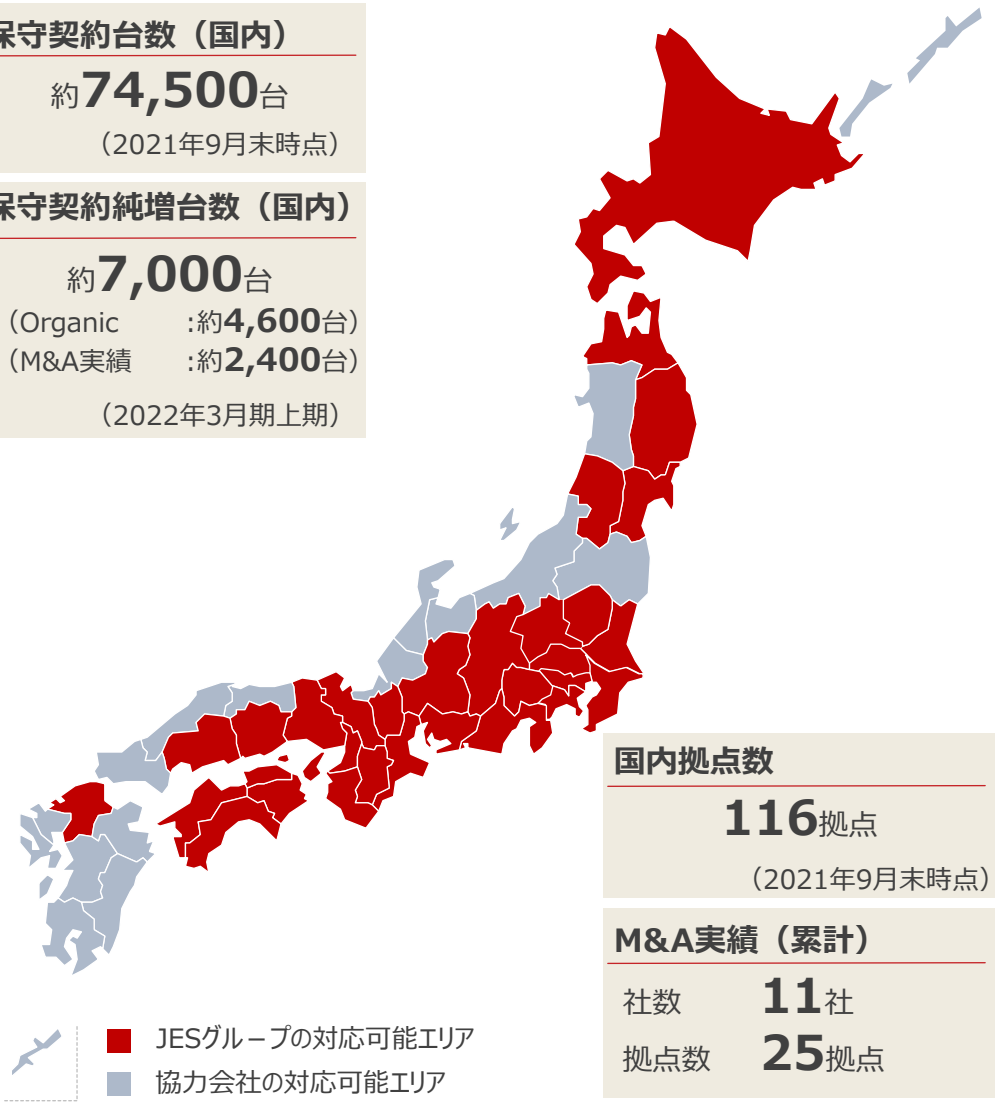 保守契約台数（国内）
約74,500台
（2021年9月末時点）
保守契約純増台数（国内）
約7,000台
（Organic :約4,600台）
（M&A実績 :約2,400台）
（2022年3月期上期）
国内拠点数
116拠点
（2021年9月末時点）
M&A実績（累計）
社数 11社
拠点数 25拠点
JESグループの対応可能エリア
協力会社の対応可能エリア